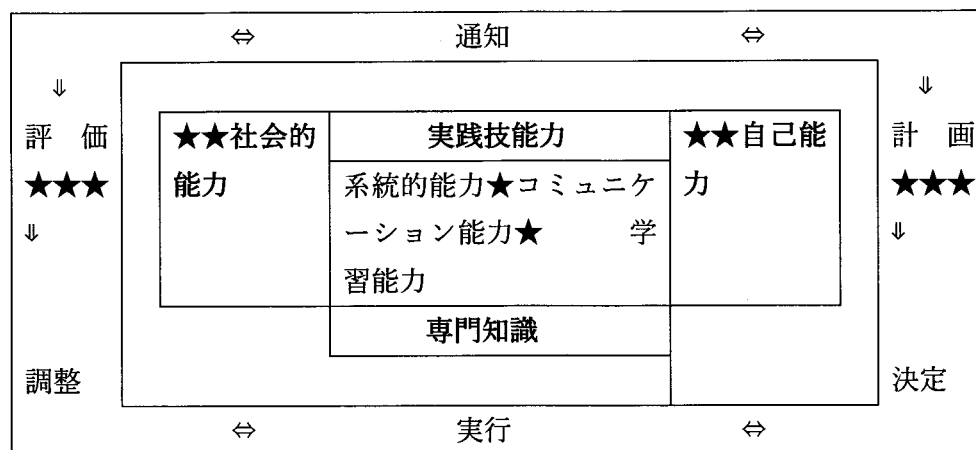 ⇔ 通知 ⇔
⇓ ⇓
評 価 ★★社会的 実践技能力 ★★自己能 計 画
★★★ 能力 系統的能力★コミュニケ 力 ★★★
⇓ ーション能力★ 学 ⇓
習能力
専門知識
調整 決定
⇔ 実行 ⇔